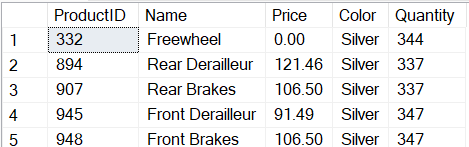 ProductID Name Price Color Quantity
1 332 Freewheel 0.00 Silver 344
2 894 Rear Derailleur 121.46 Silver 337
3 907 Rear Brakes 106.50 Silver 337
4 945 Front Derailleur 91.49 Silver 347
5 948 Front Brakes 106.50 Silver 347